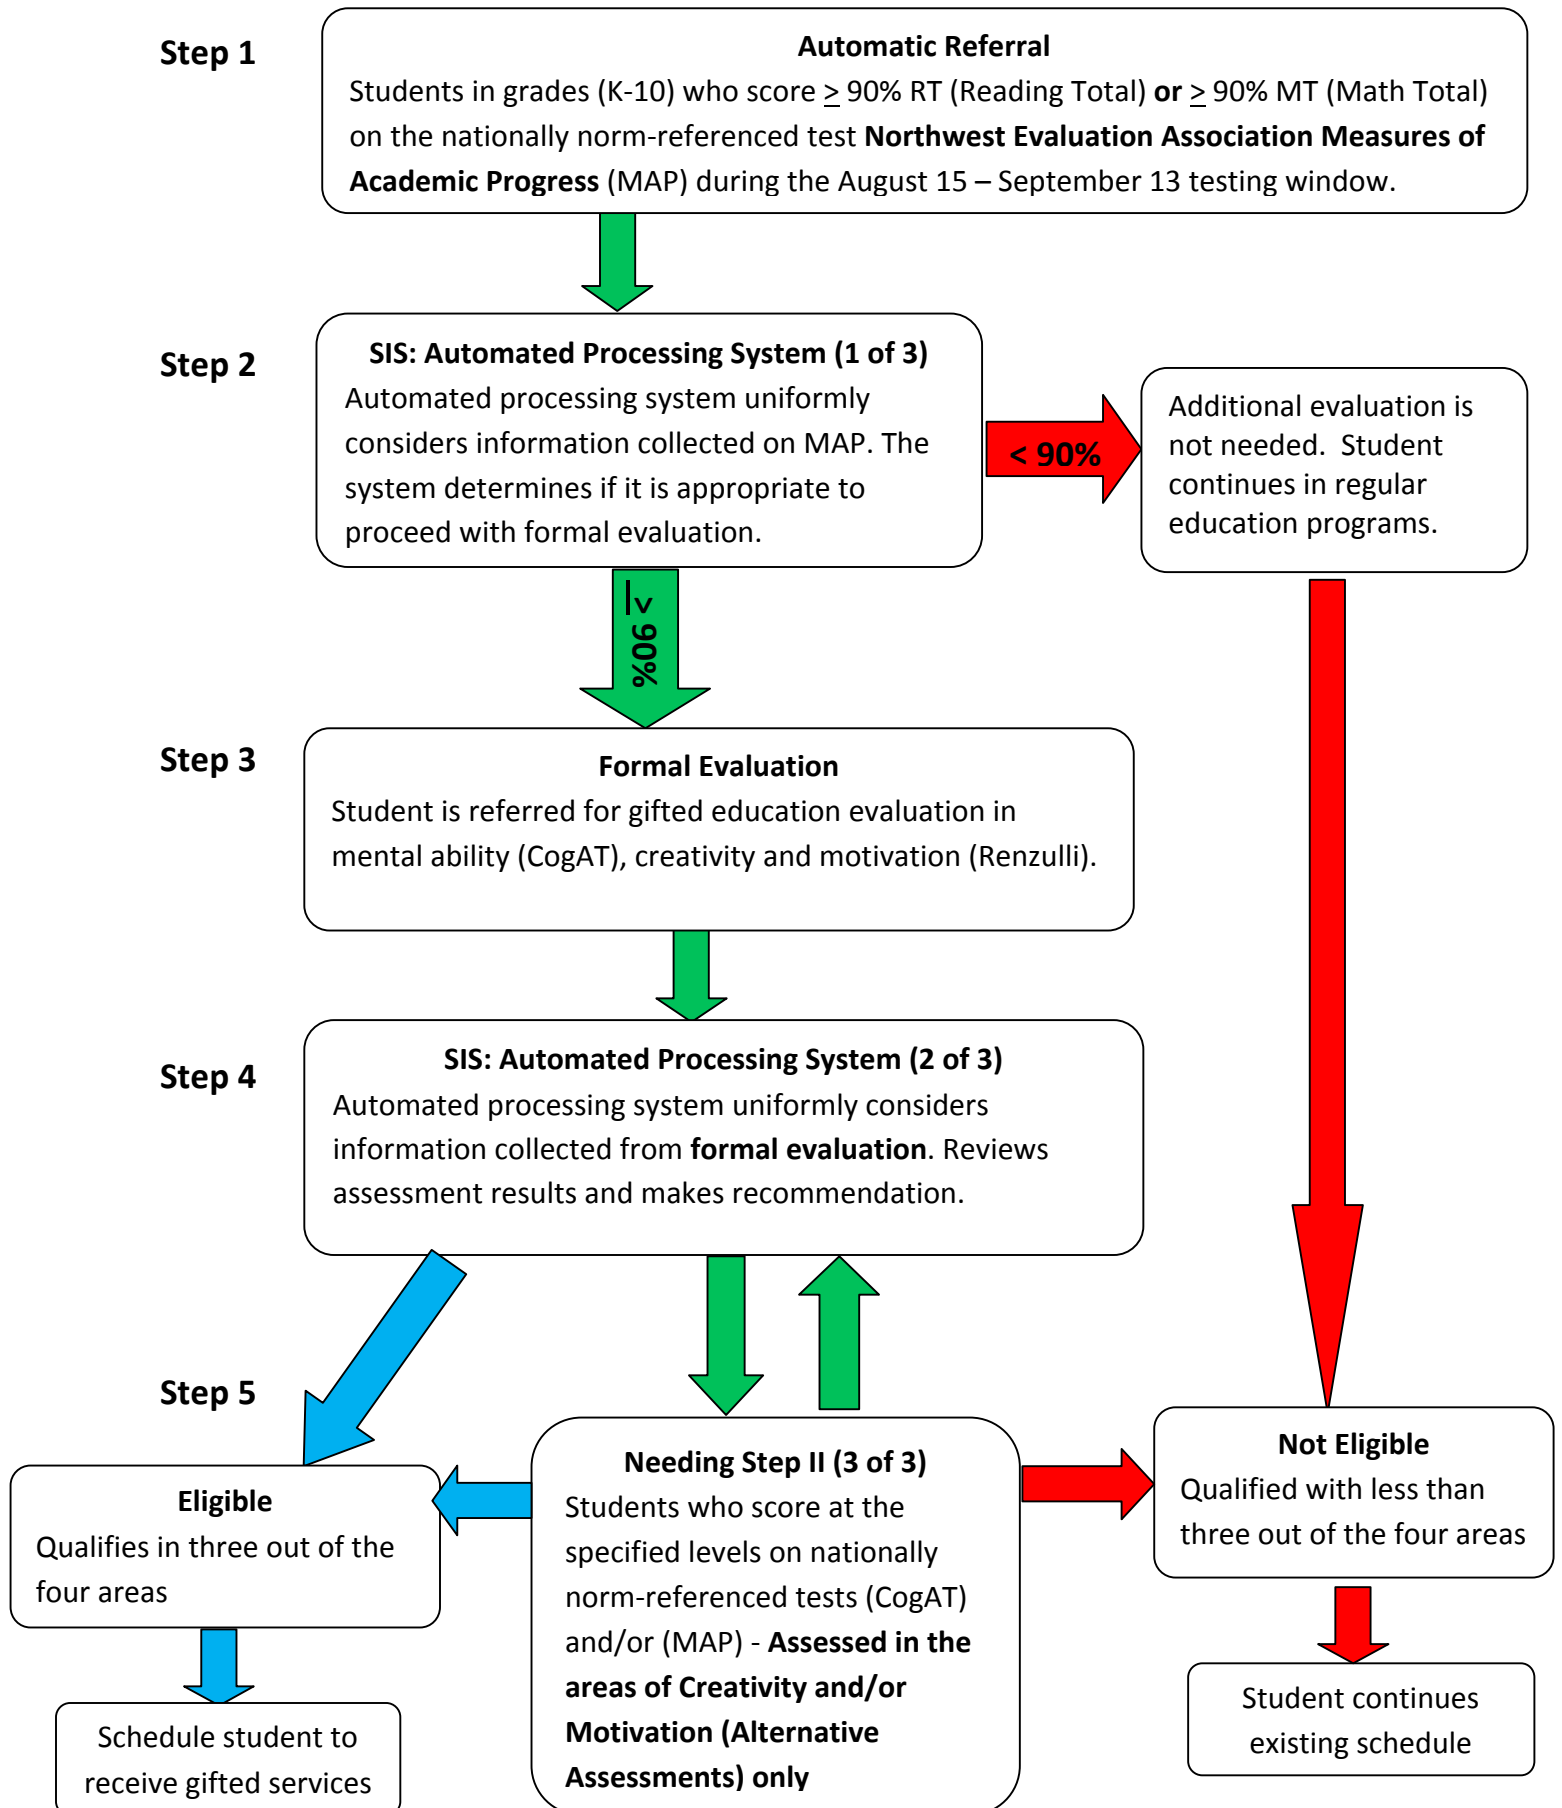 Step 1
Automatic Referral
Students in grades (K-10) who score ≥ 90% RT (Reading Total) or ≥ 90% MT (Math Total)
on the nationally norm-referenced test Northwest Evaluation Association Measures of
Academic Progress (MAP) during the August 15 – September 13 testing window.
Step 2
SIS: Automated Processing System (1 of 3)
Automated processing system uniformly
considers information collected on MAP. The
system determines if it is appropriate to
proceed with formal evaluation.
< 90%
Additional evaluation is
not needed. Student
continues in regular
education programs.
≥ 90%
Step 3
Formal Evaluation
Student is referred for gifted education evaluation in
mental ability (CogAT), creativity and motivation (Renzulli).
Step 4
SIS: Automated Processing System (2 of 3)
Automated processing system uniformly considers
information collected from formal evaluation. Reviews
assessment results and makes recommendation.
Step 5
Eligible
Qualifies in three out of the
four areas
Needing Step II (3 of 3)
Students who score at the
specified levels on nationally
norm-referenced tests (CogAT)
and/or (MAP) - Assessed in the
areas of Creativity and/or
Motivation (Alternative
Assessments) only
Not Eligible
Qualified with less than
three out of the four areas
Schedule student to
receive gifted services
Student continues
existing schedule